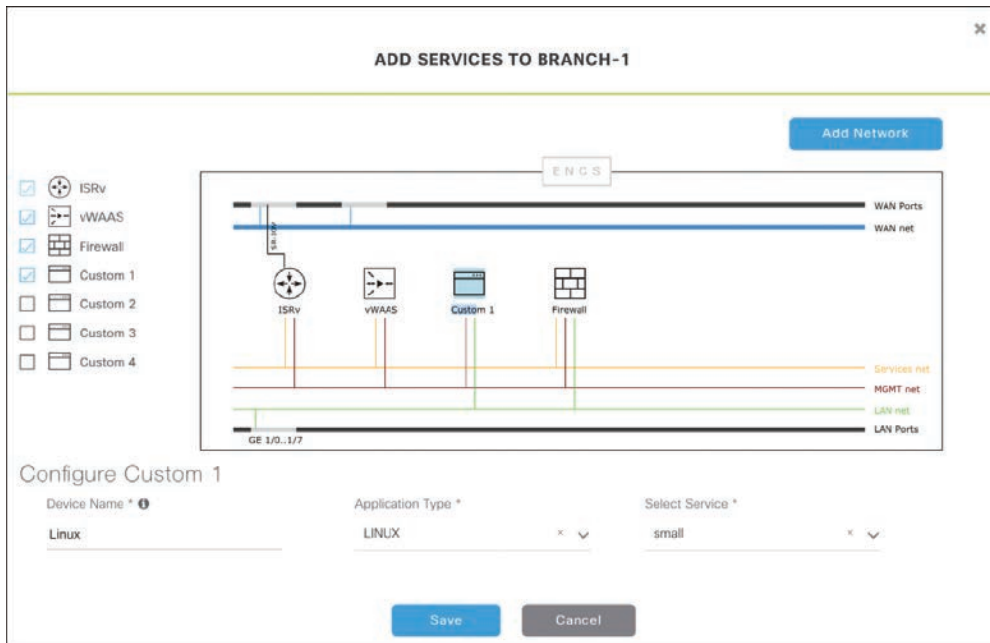 ADD SERVICES TO BRANCH-1
Add Network
ENCS
ISRv
vWAAS
Firewall
Custom 1
Custom 2
Custom 3
Custom 4
WAN Ports
WAN net
SR-IOV
ISRv
vWAAS
Custom 1
Firewall
Services net
MGMT net
LAN net
LAN Ports
GE 1/0..1/7
Configure Custom 1
Device Name *
Application Type *
Select Service *
Linux
LINUX
small
Save
Cancel